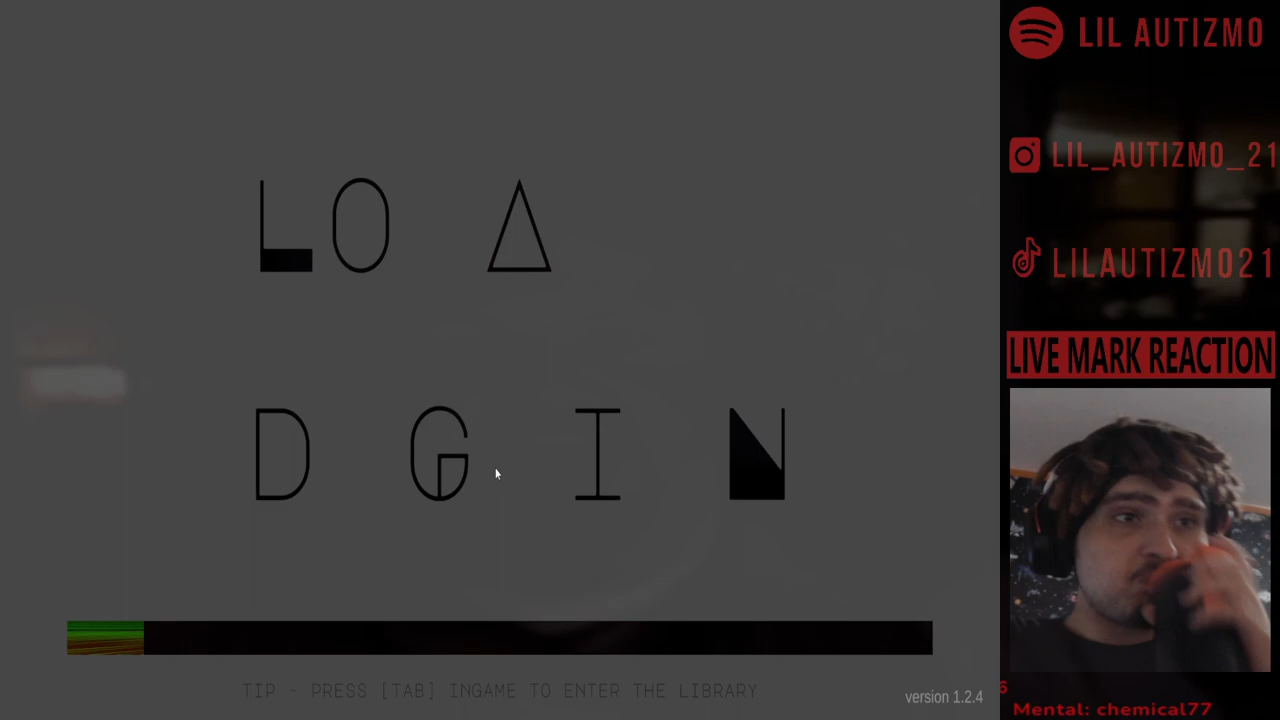 LO A
D G I N
TIP - PRESS [TAB] INGAME TO ENTER THE LIBRARY
version 1.2.4
LIL AUTIZMO
LIL_AUTIZMO_21
LILAUTIZMO21
LIVE MARK REACTION
6
Mental: chemical77